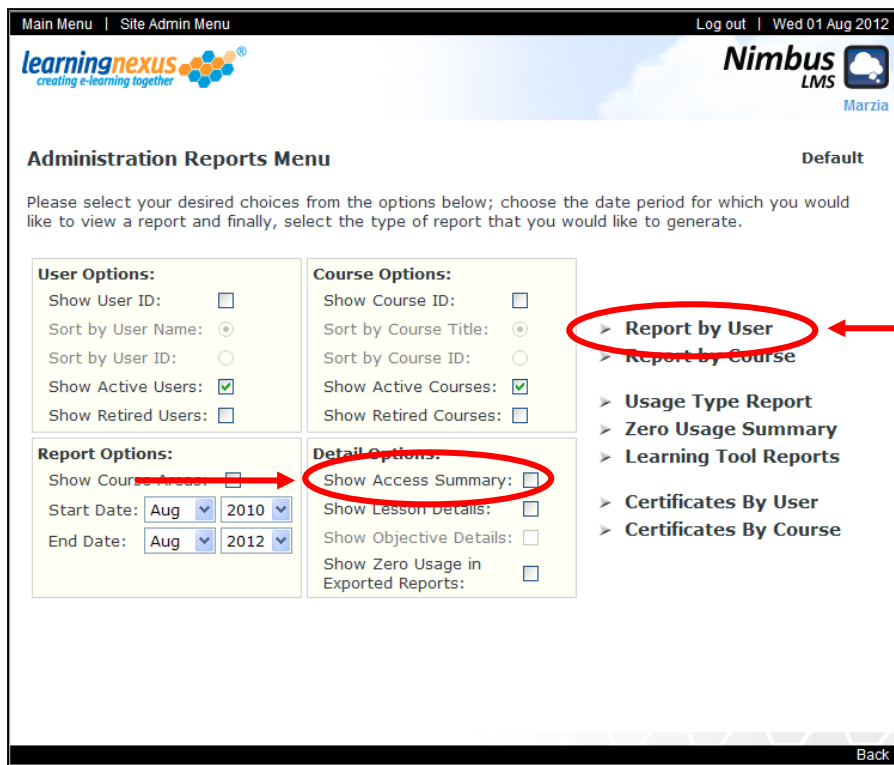 Main Menu | Site Admin Menu
Log out | Wed 01 Aug 2012
learningnexus®
creating e-learning together
Nimbus
LMS
Marzia
Administration Reports Menu
Default
Please select your desired choices from the options below; choose the date period for which you would
like to view a report and finally, select the type of report that you would like to generate.
User Options:
Show User ID:
Sort by User Name:
Sort by User ID:
Show Active Users:
Show Retired Users:
Course Options:
Show Course ID:
Sort by Course Title:
Sort by Course ID:
Show Active Courses:
Show Retired Courses:
Report Options:
Show Course Areas:
Start Date: Aug 2010
End Date: Aug 2012
Detail Options:
Show Access Summary:
Show Lesson Details:
Show Objective Details:
Show Zero Usage in
Exported Reports:
Report by User
Report by Course
Usage Type Report
Zero Usage Summary
Learning Tool Reports
Certificates By User
Certificates By Course
Back